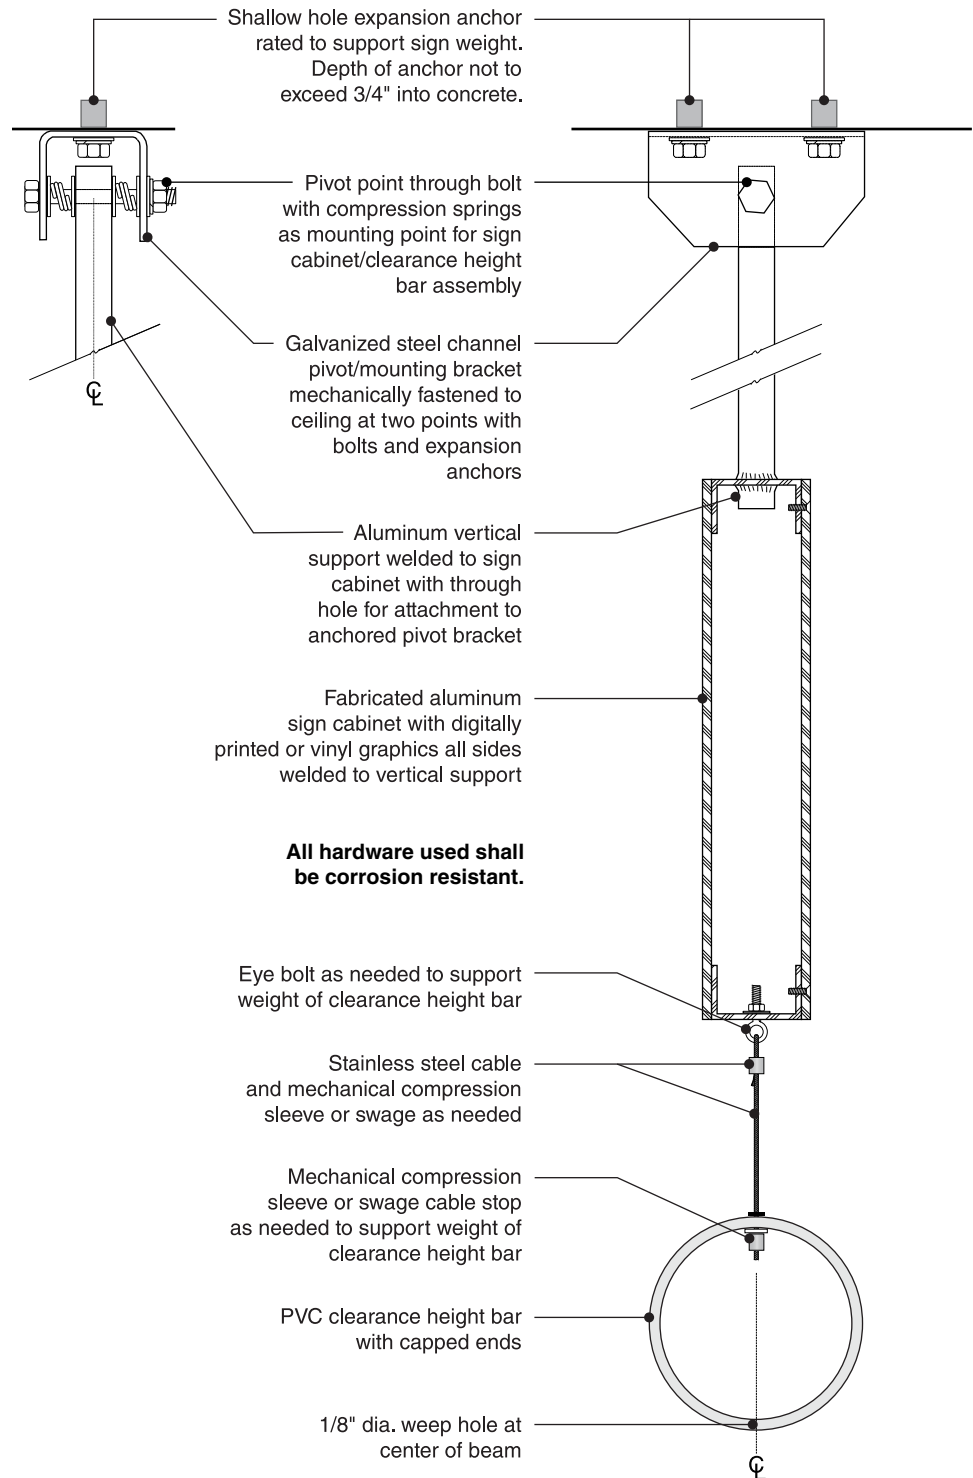 Shallow hole expansion anchor
rated to support sign weight.
Depth of anchor not to
exceed 3/4" into concrete.
Pivot point through bolt
with compression springs
as mounting point for sign
cabinet/clearance height
bar assembly
Galvanized steel channel
pivot/mounting bracket
mechanically fastened to
ceiling at two points with
bolts and expansion
anchors
℄
Aluminum vertical
support welded to sign
cabinet with through
hole for attachment to
anchored pivot bracket
Fabricated aluminum
sign cabinet with digitally
printed or vinyl graphics all sides
welded to vertical support
All hardware used shall
be corrosion resistant.
Eye bolt as needed to support
weight of clearance height bar
Stainless steel cable
and mechanical compression
sleeve or swage as needed
Mechanical compression
sleeve or swage cable stop
as needed to support weight of
clearance height bar
PVC clearance height bar
with capped ends
1/8" dia. weep hole at
center of beam
℄